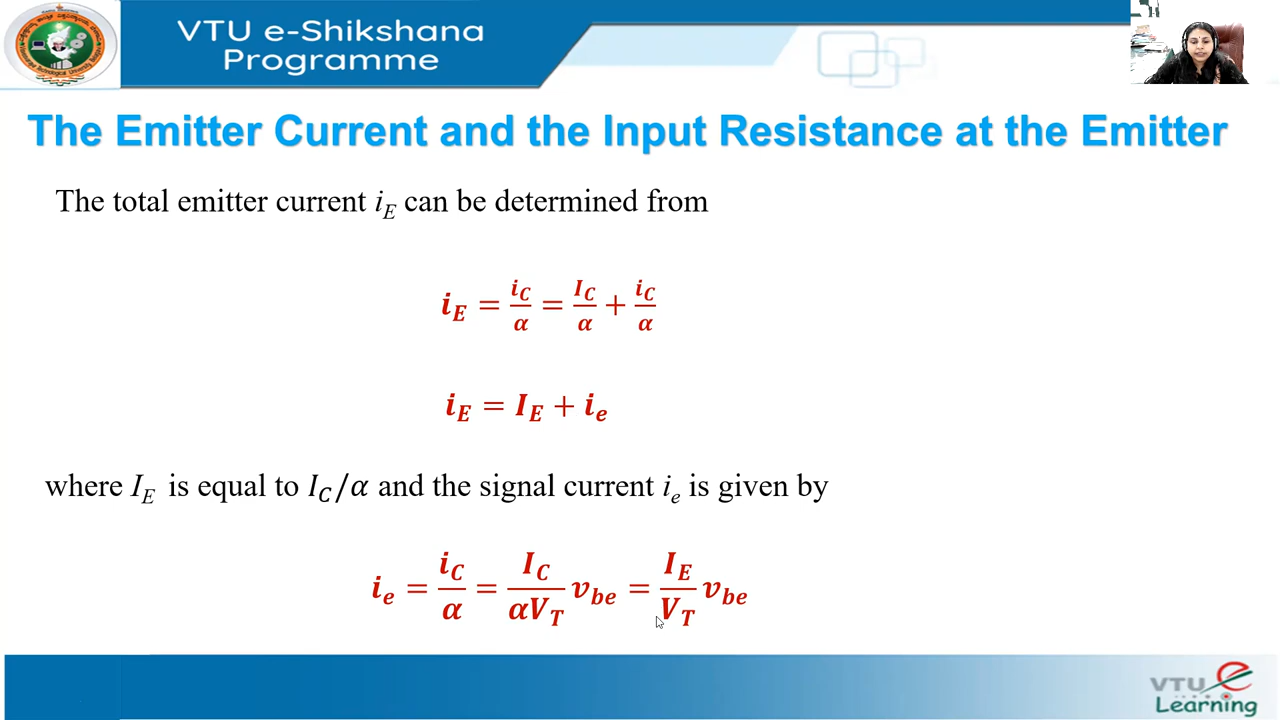 VTU e-Shikshana
Programme
The Emitter Current and the Input Resistance at the Emitter
The total emitter current i_E can be determined from
i_E = i_C/α = I_C/α + i_C/α
i_E = I_E + i_e
where I_E is equal to I_C/α and the signal current i_e is given by
i_e = i_C/α = I_C/αV_T v_be = I_E/V_T v_be
VTU e
Learning